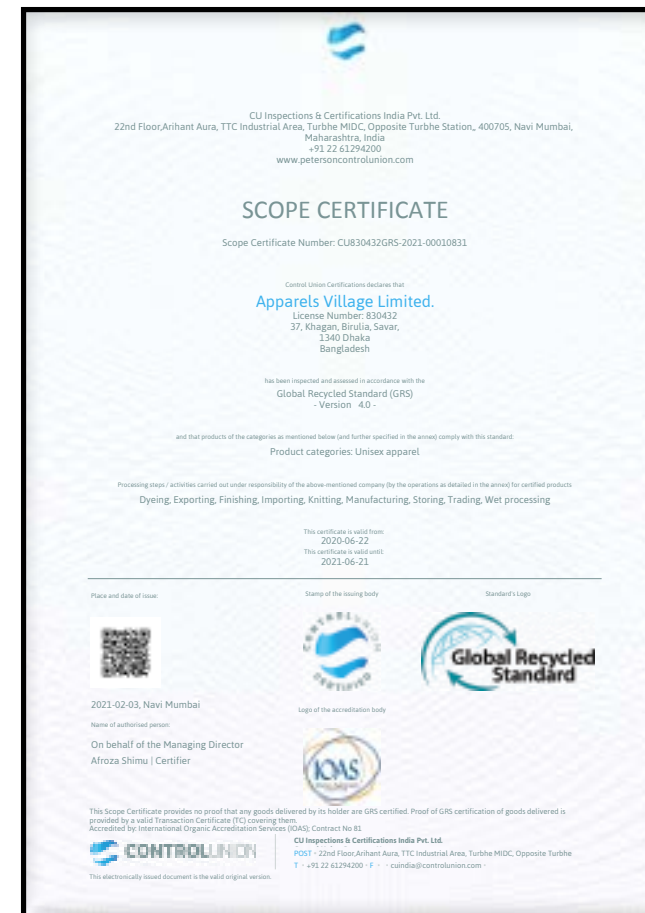 CU Inspections & Certifications India Pvt. Ltd.
22nd Floor,Arihant Aura, TTC Industrial Area, Turbhe MIDC, Opposite Turbhe Station,, 400705, Navi Mumbai,
Maharashtra, India
+91 22 61294200
www.petersoncontrolunion.com
SCOPE CERTIFICATE
Scope Certificate Number: CU830432GRS-2021-00010831
Control Union Certifications declares that
Apparels Village Limited.
License Number: 830432
37, Khagan, Birulia, Savar,
1340 Dhaka
Bangladesh
has been inspected and assessed in accordance with the
Global Recycled Standard (GRS)
- Version 4.0 -
and that products of the categories as mentioned below (and further specified in the annex) comply with this standard:
Product categories: Unisex apparel
Processing steps / activities carried out under responsibility of the above-mentioned company (by the operations as detailed in the annex) for certified products
Dyeing, Exporting, Finishing, Importing, Knitting, Manufacturing, Storing, Trading, Wet processing
This certificate is valid from:
2020-06-22
This certificate is valid until:
2021-06-21
Place and date of issue:
Stamp of the issuing body
Standard's Logo
CONTROL UNION
CERTIFIED
Global Recycled
Standard
2021-02-03, Navi Mumbai
Logo of the accreditation body
Name of authorised person:
On behalf of the Managing Director
Afroza Shimu | Certifier
IOAS
This Scope Certificate provides no proof that any goods delivered by its holder are GRS certified. Proof of GRS certification of goods delivered is
provided by a valid Transaction Certificate (TC) covering them.
Accredited by: International Organic Accreditation Services (IOAS); Contract No 81
CONTROLUNION
CU Inspections & Certifications India Pvt. Ltd.
POST - 22nd Floor,Arihant Aura, TTC Industrial Area, Turbhe MIDC, Opposite Turbhe
T - +91 22 61294200 - F - - cuindia@controlunion.com -
This electronically issued document is the valid original version.